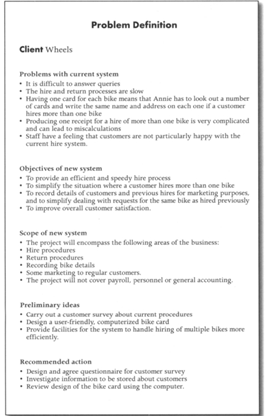 Problem Definition
Client Wheels
Problems with current system
• It is difficult to answer queries
• The hire and return processes are slow
• Having one card for each bike means that Annie has to look out a number
of cards and write the same name and address on each one if a customer
hires more than one bike
• Producing one receipt for a hire of more than one bike is very complicated
and can lead to miscalculations
• Staff have a feeling that customers are not particularly happy with the
current hire system.
Objectives of new system
• To provide an efficient and speedy hire process
• To simplify the situation where a customer hires more than one bike
• To record details of customers and previous hires for marketing purposes,
and to simplify dealing with requests for the same bike as hired previously
• To improve overall customer satisfaction.
Scope of new system
• The project will encompass the following areas of the business:
• Hire procedures
• Return procedures
• Recording bike details
• Some marketing to regular customers.
• The project will not cover payroll, personnel or general accounting.
Preliminary ideas
• Carry out a customer survey about current procedures
• Design a user-friendly, computerized bike card
• Provide facilities for the system to handle hiring of multiple bikes more
efficiently.
Recommended action
• Design and agree questionnaire for customer survey
• Investigate information to be stored about customers
• Review design of the bike card using the computer.